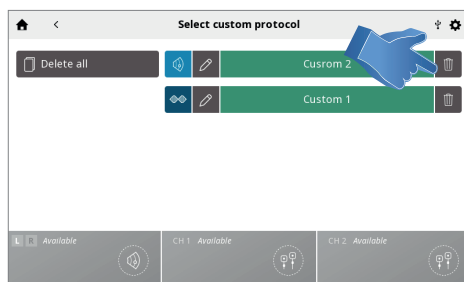 Select custom protocol
Delete all
Cusrom 2
Custom 1
L R Available
CH 1 Available
CH 2 Available